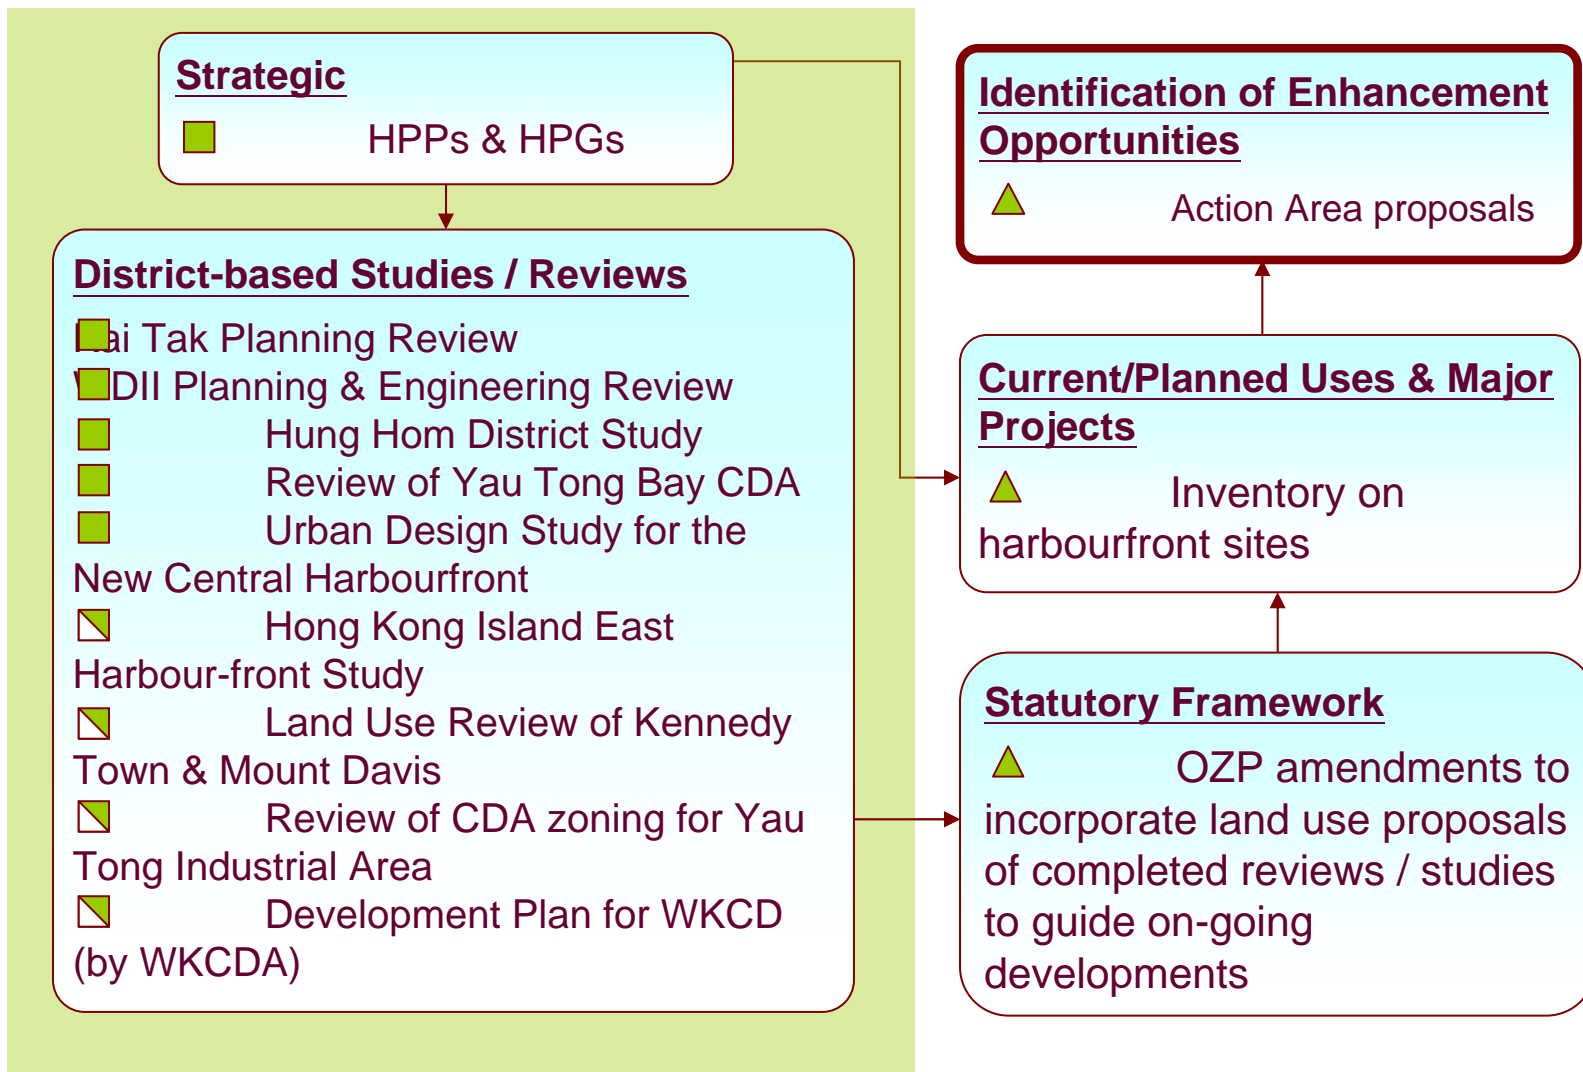 Strategic
HPPs & HPGs
District-based Studies / Reviews
Kai Tak Planning Review
WDII Planning & Engineering Review
Hung Hom District Study
Review of Yau Tong Bay CDA
Urban Design Study for the
New Central Harbourfront
Hong Kong Island East
Harbour-front Study
Land Use Review of Kennedy
Town & Mount Davis
Review of CDA zoning for Yau
Tong Industrial Area
Development Plan for WKCD
(by WKCDA)
Identification of Enhancement
Opportunities
Action Area proposals
Current/Planned Uses & Major
Projects
Inventory on
harbourfront sites
Statutory Framework
OZP amendments to
incorporate land use proposals
of completed reviews / studies
to guide on-going
developments